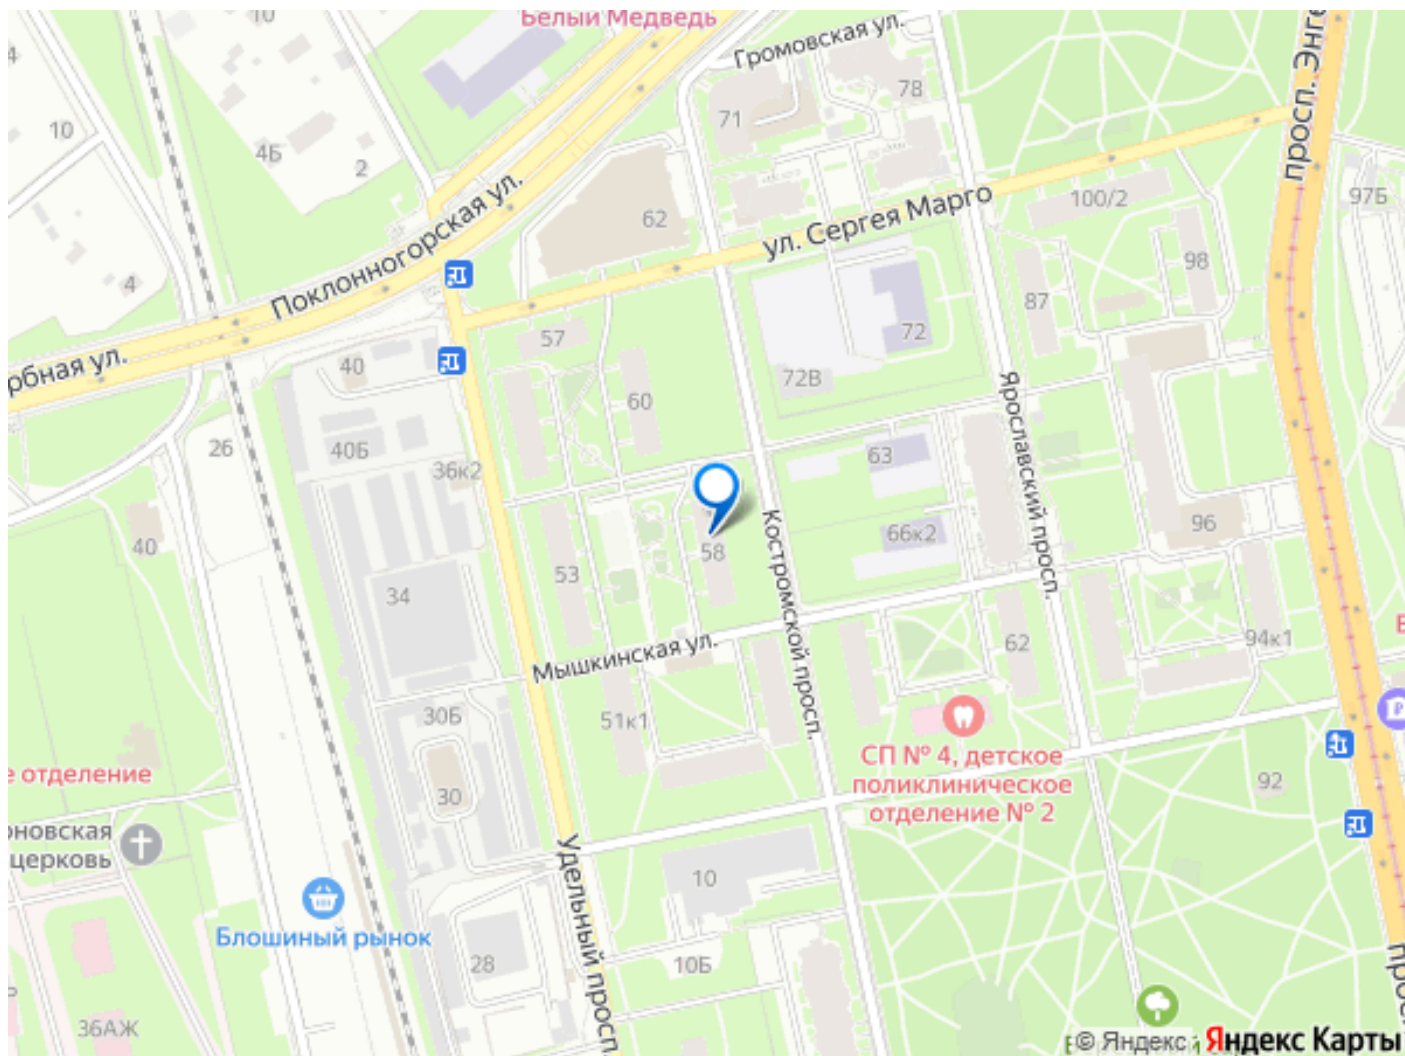 Белый Медведь
10
4
Громовская ул.
просп. Энге
78
71
10
4Б
2
100/2
97Б
Поклонногорская ул.
62
ул. Сергея Марго
98
4
87
72
57
рбная ул.
40
72В
60
Ярославский просп.
26
40Б
36к2
63
40
58
66к2
96
Костромской просп.
53
34
Мышкинская ул.
62
94к1
30Б
51к1
СП № 4, детское
поликлиническое
отделение № 2
е отделение
92
30
оновская
церковь
Удельный просп.
10
Блошиный рынок
28
10Б
36АЖ
© Яндекс
Яндекс Карты